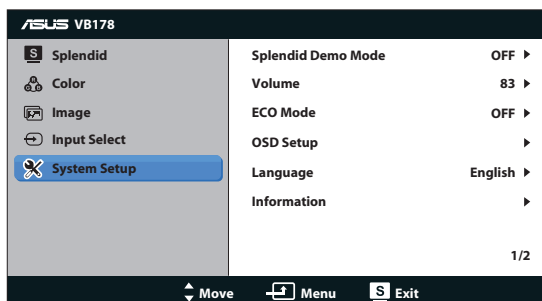 ASUS VB178
S Splendid
Color
Image
Input Select
System Setup
Splendid Demo Mode OFF
Volume 83
ECO Mode OFF
OSD Setup
Language English
Information
1/2
Move Menu S Exit